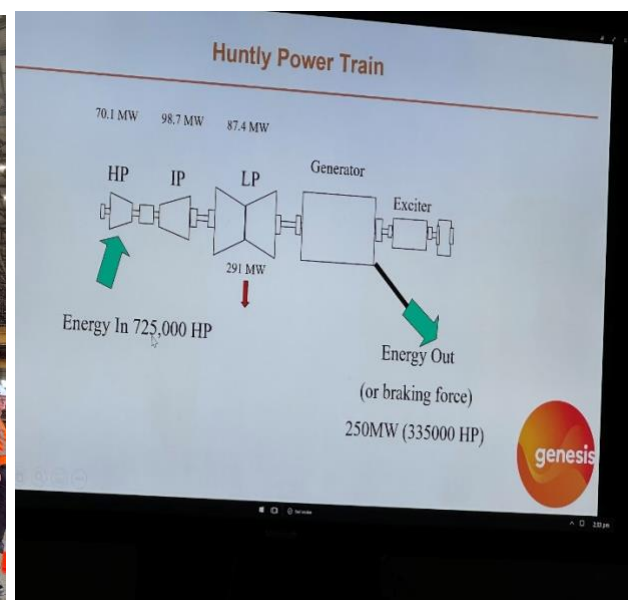 Huntly Power Train
70.1 MW 98.7 MW 87.4 MW
HP IP LP Generator
Exciter
291 MW
Energy In 725,000 HP
Energy Out
(or braking force)
250MW (335000 HP)
genesis